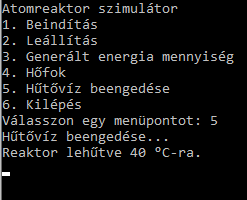 Atomreaktor szimulátor
1. Beindítás
2. Leállítás
3. Generált energia mennyiség
4. Hőfok
5. Hűtővíz beengedése
6. Kilépés
Válasszon egy menüpontot: 5
Hűtővíz beengedése...
Reaktor lehűtve 40 °C-ra.